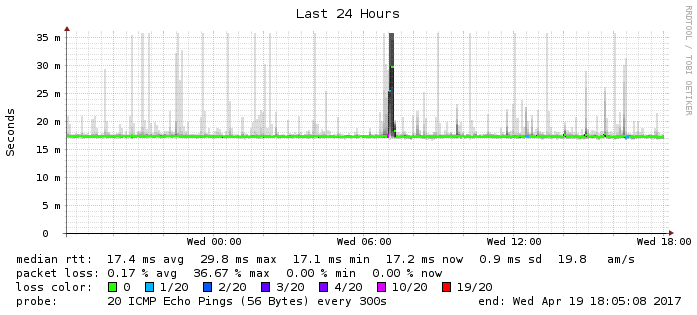 Last 24 Hours
RRDTOOL / TOBI OETIKER
Seconds
35 m
30 m
25 m
20 m
15 m
10 m
5 m
0
Wed 00:00 Wed 06:00 Wed 12:00 Wed 18:00
median rtt: 17.4 ms avg 29.8 ms max 17.1 ms min 17.2 ms now 0.9 ms sd 19.8 am/s
packet loss: 0.17 % avg 36.67 % max 0.00 % min 0.00 % now
loss color: 0 1/20 2/20 3/20 4/20 10/20 19/20
probe: 20 ICMP Echo Pings (56 Bytes) every 300s end: Wed Apr 19 18:05:08 2017